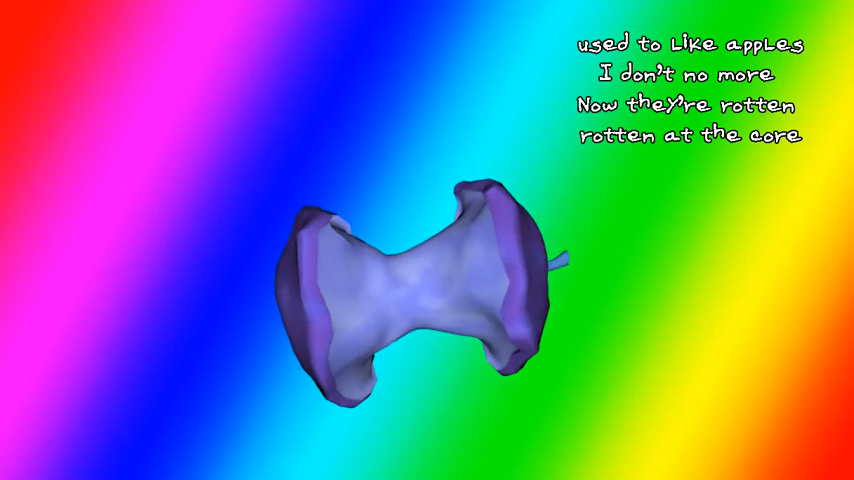 used to like apples
I don't no more
Now they're rotten
rotten at the core